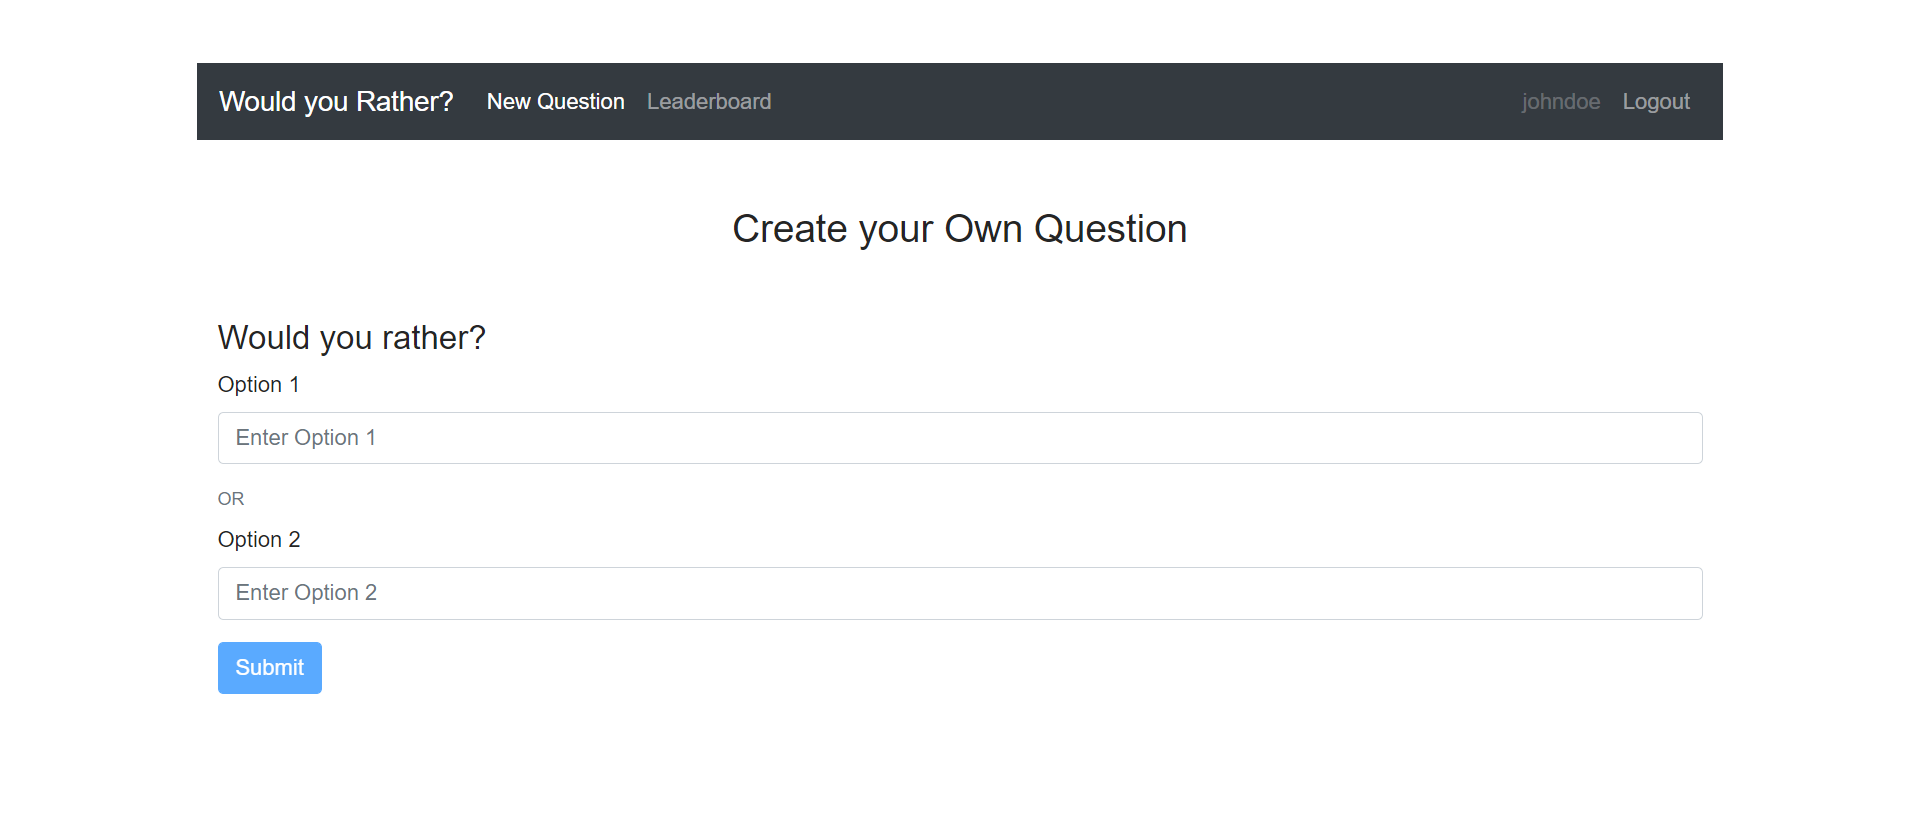 Would you Rather? New Question Leaderboard johndoe Logout
Create your Own Question
Would you rather?
Option 1
Enter Option 1
OR
Option 2
Enter Option 2
Submit